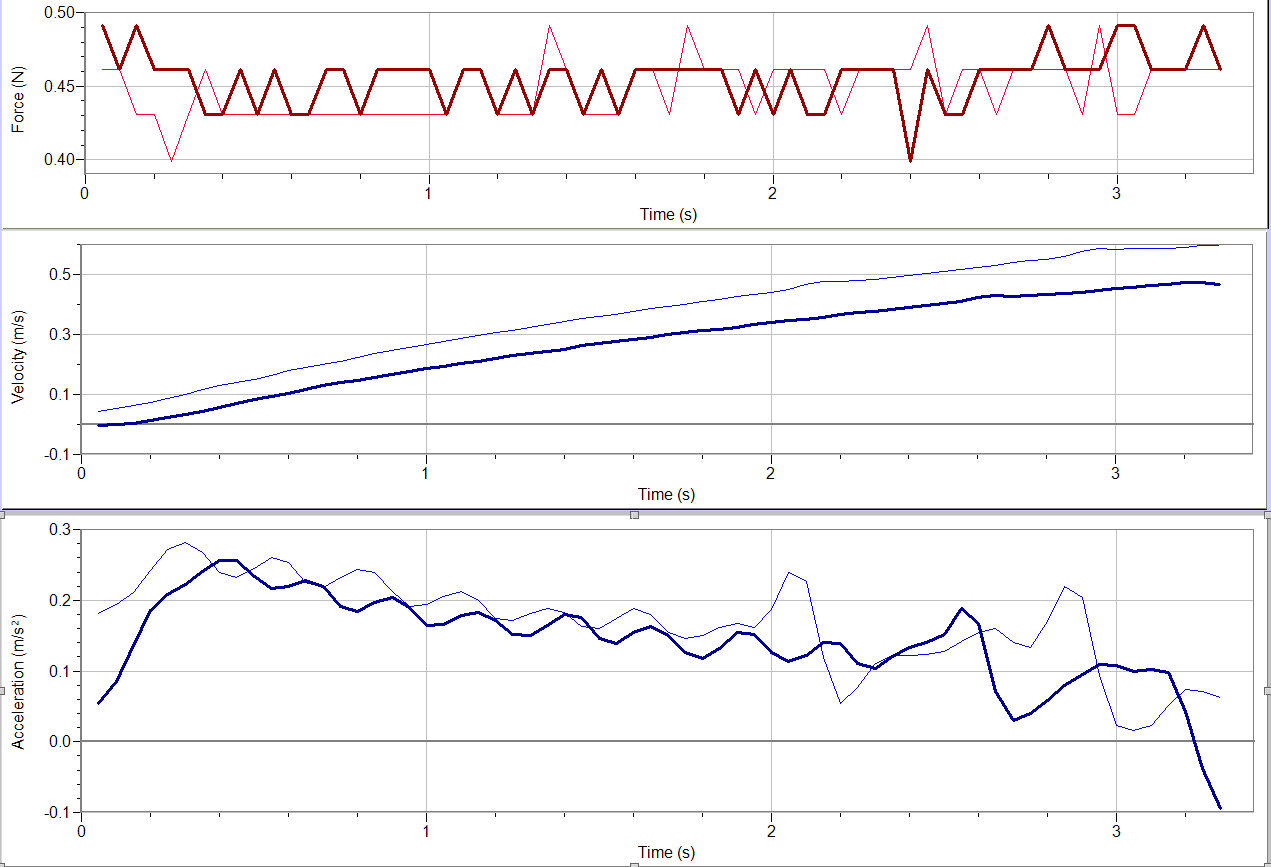 Force (N)
0.50
0.45
0.40
0 1 2 3
Time (s)
Velocity (m/s)
0.5
0.3
0.1
-0.1
0 1 2 3
Time (s)
Acceleration (m/s²)
0.3
0.2
0.1
0.0
-0.1
0 1 2 3
Time (s)